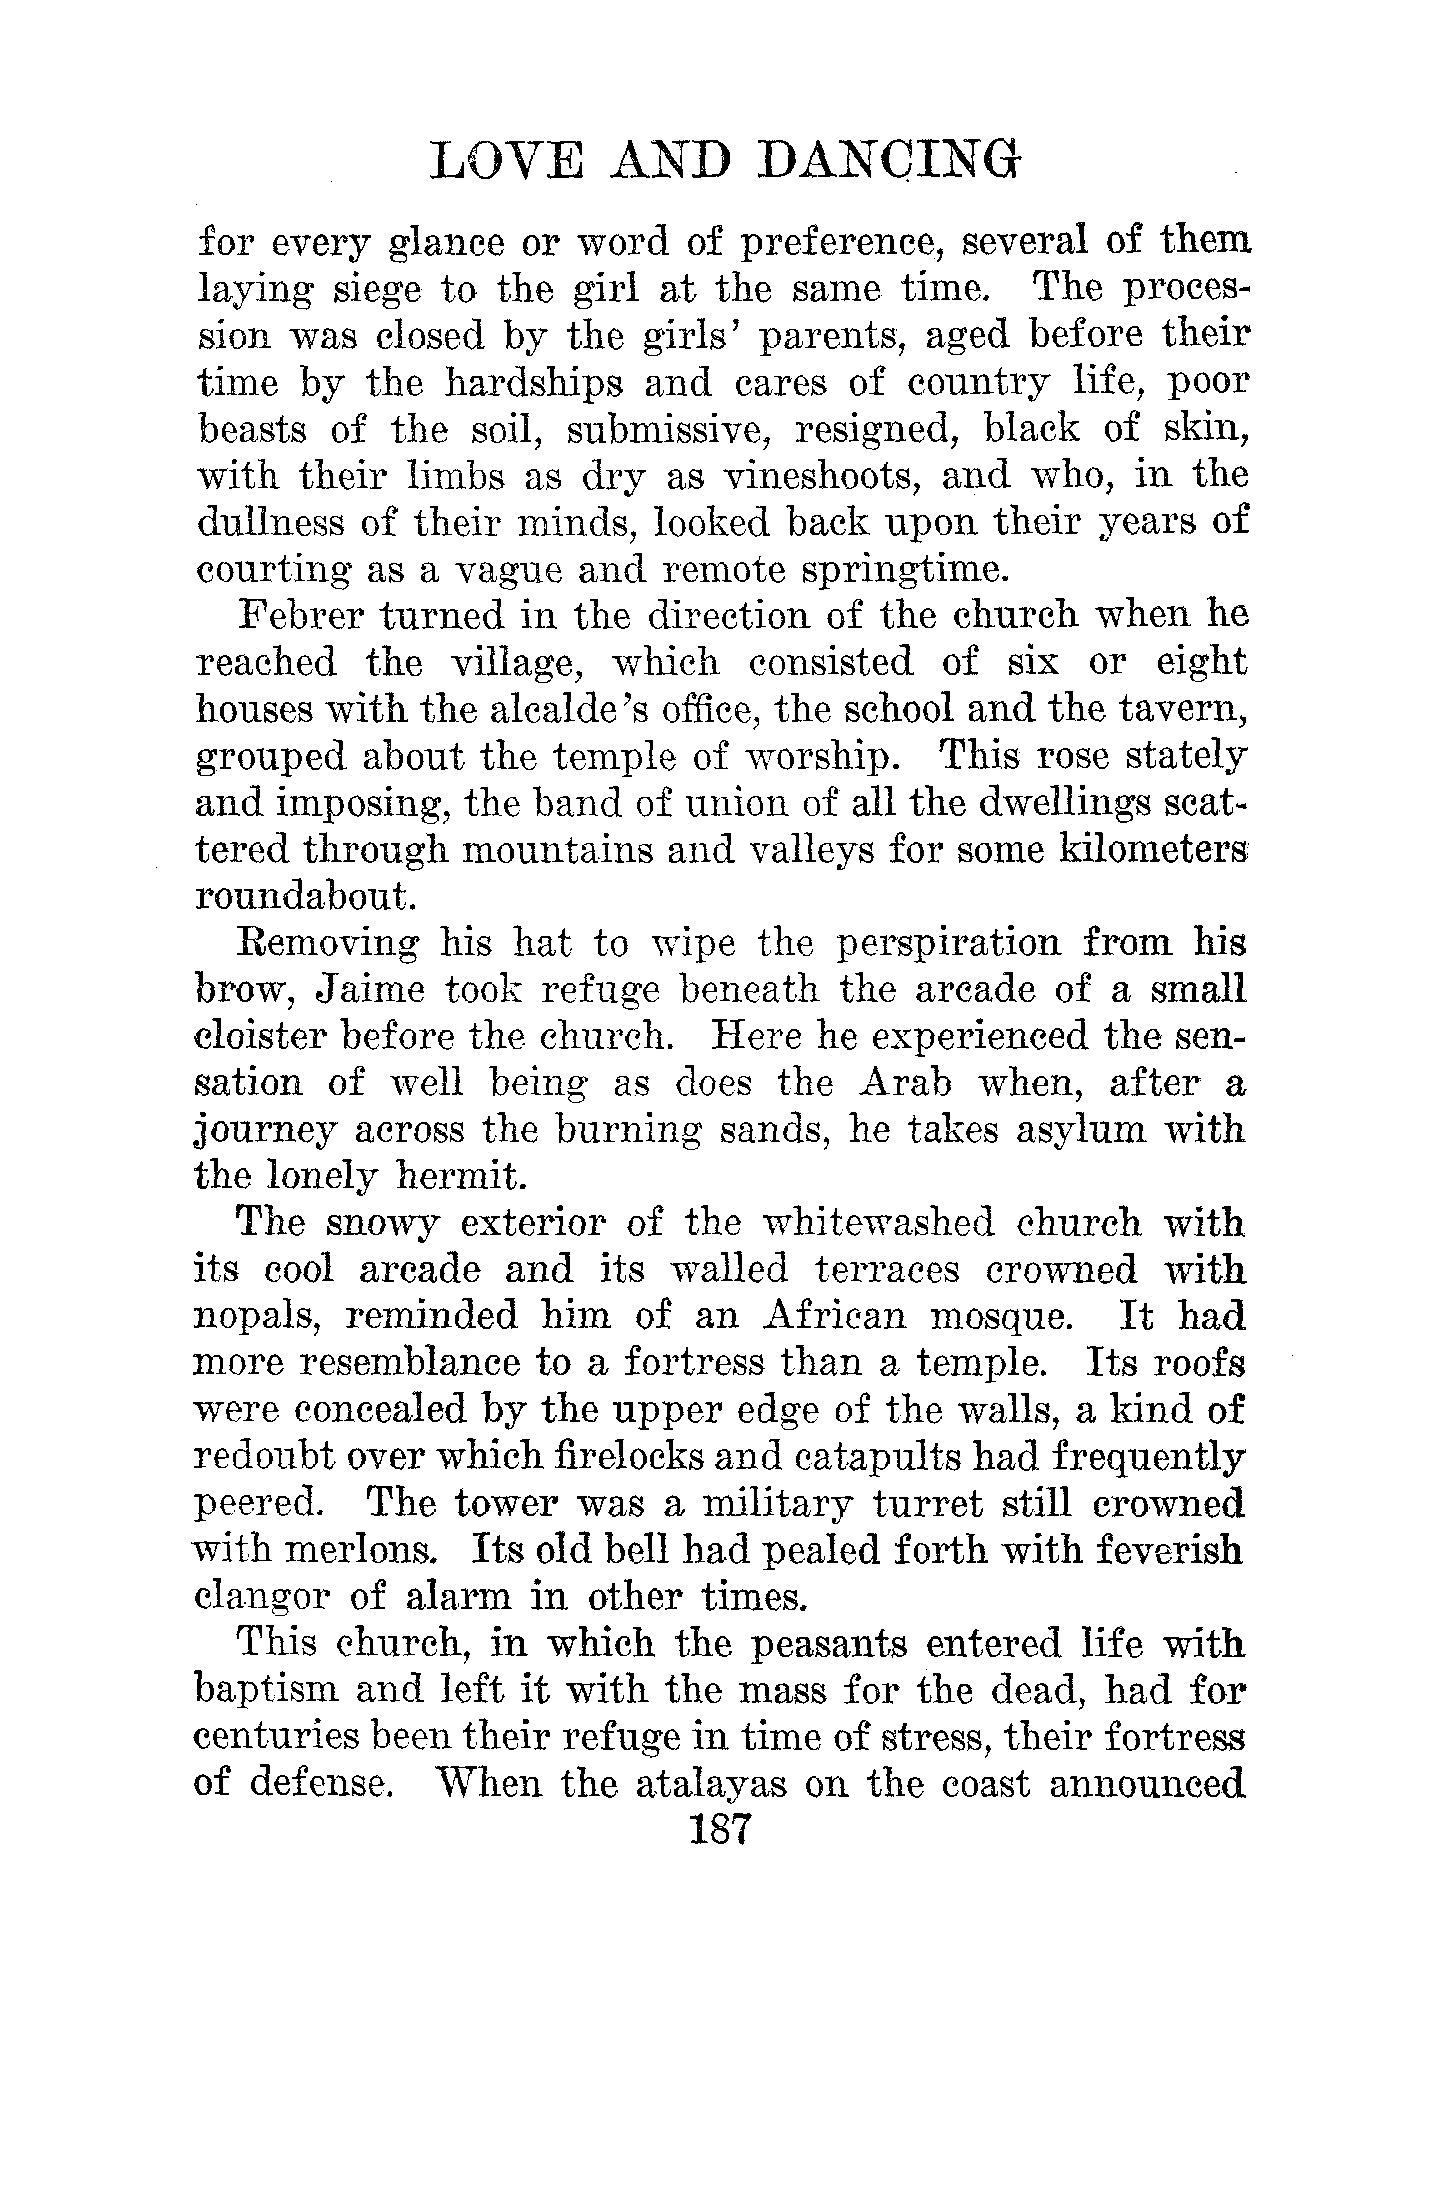 LOVE AND DANCING
for every glance or word of preference, several of them
laying siege to the girl at the same time. The proces-
sion was closed by the girls' parents, aged before their
time by the hardships and cares of country life, poor
beasts of the soil, submissive, resigned, black of skin,
with their limbs as dry as vineshoots, and who, in the
dullness of their minds, looked back upon their years of
courting as a vague and remote springtime.
Febrer turned in the direction of the church when he
reached the village, which consisted of six or eight
houses with the alcalde's office, the school and the tavern,
grouped about the temple of worship. This rose stately
and imposing, the band of union of all the dwellings scat-
tered through mountains and valleys for some kilometers
roundabout.
Removing his hat to wipe the perspiration from his
brow, Jaime took refuge beneath the arcade of a small
cloister before the church. Here he experienced the sen-
sation of well being as does the Arab when, after a
journey across the burning sands, he takes asylum with
the lonely hermit.
The snowy exterior of the whitewashed church with
its cool arcade and its walled terraces crowned with
nopals, reminded him of an African mosque. It had
more resemblance to a fortress than a temple. Its roofs
were concealed by the upper edge of the walls, a kind of
redoubt over which firelocks and catapults had frequently
peered. The tower was a military turret still crowned
with merlons. Its old bell had pealed forth with feverish
clangor of alarm in other times.
This church, in which the peasants entered life with
baptism and left it with the mass for the dead, had for
centuries been their refuge in time of stress, their fortress
of defense. When the atalayas on the coast announced
187